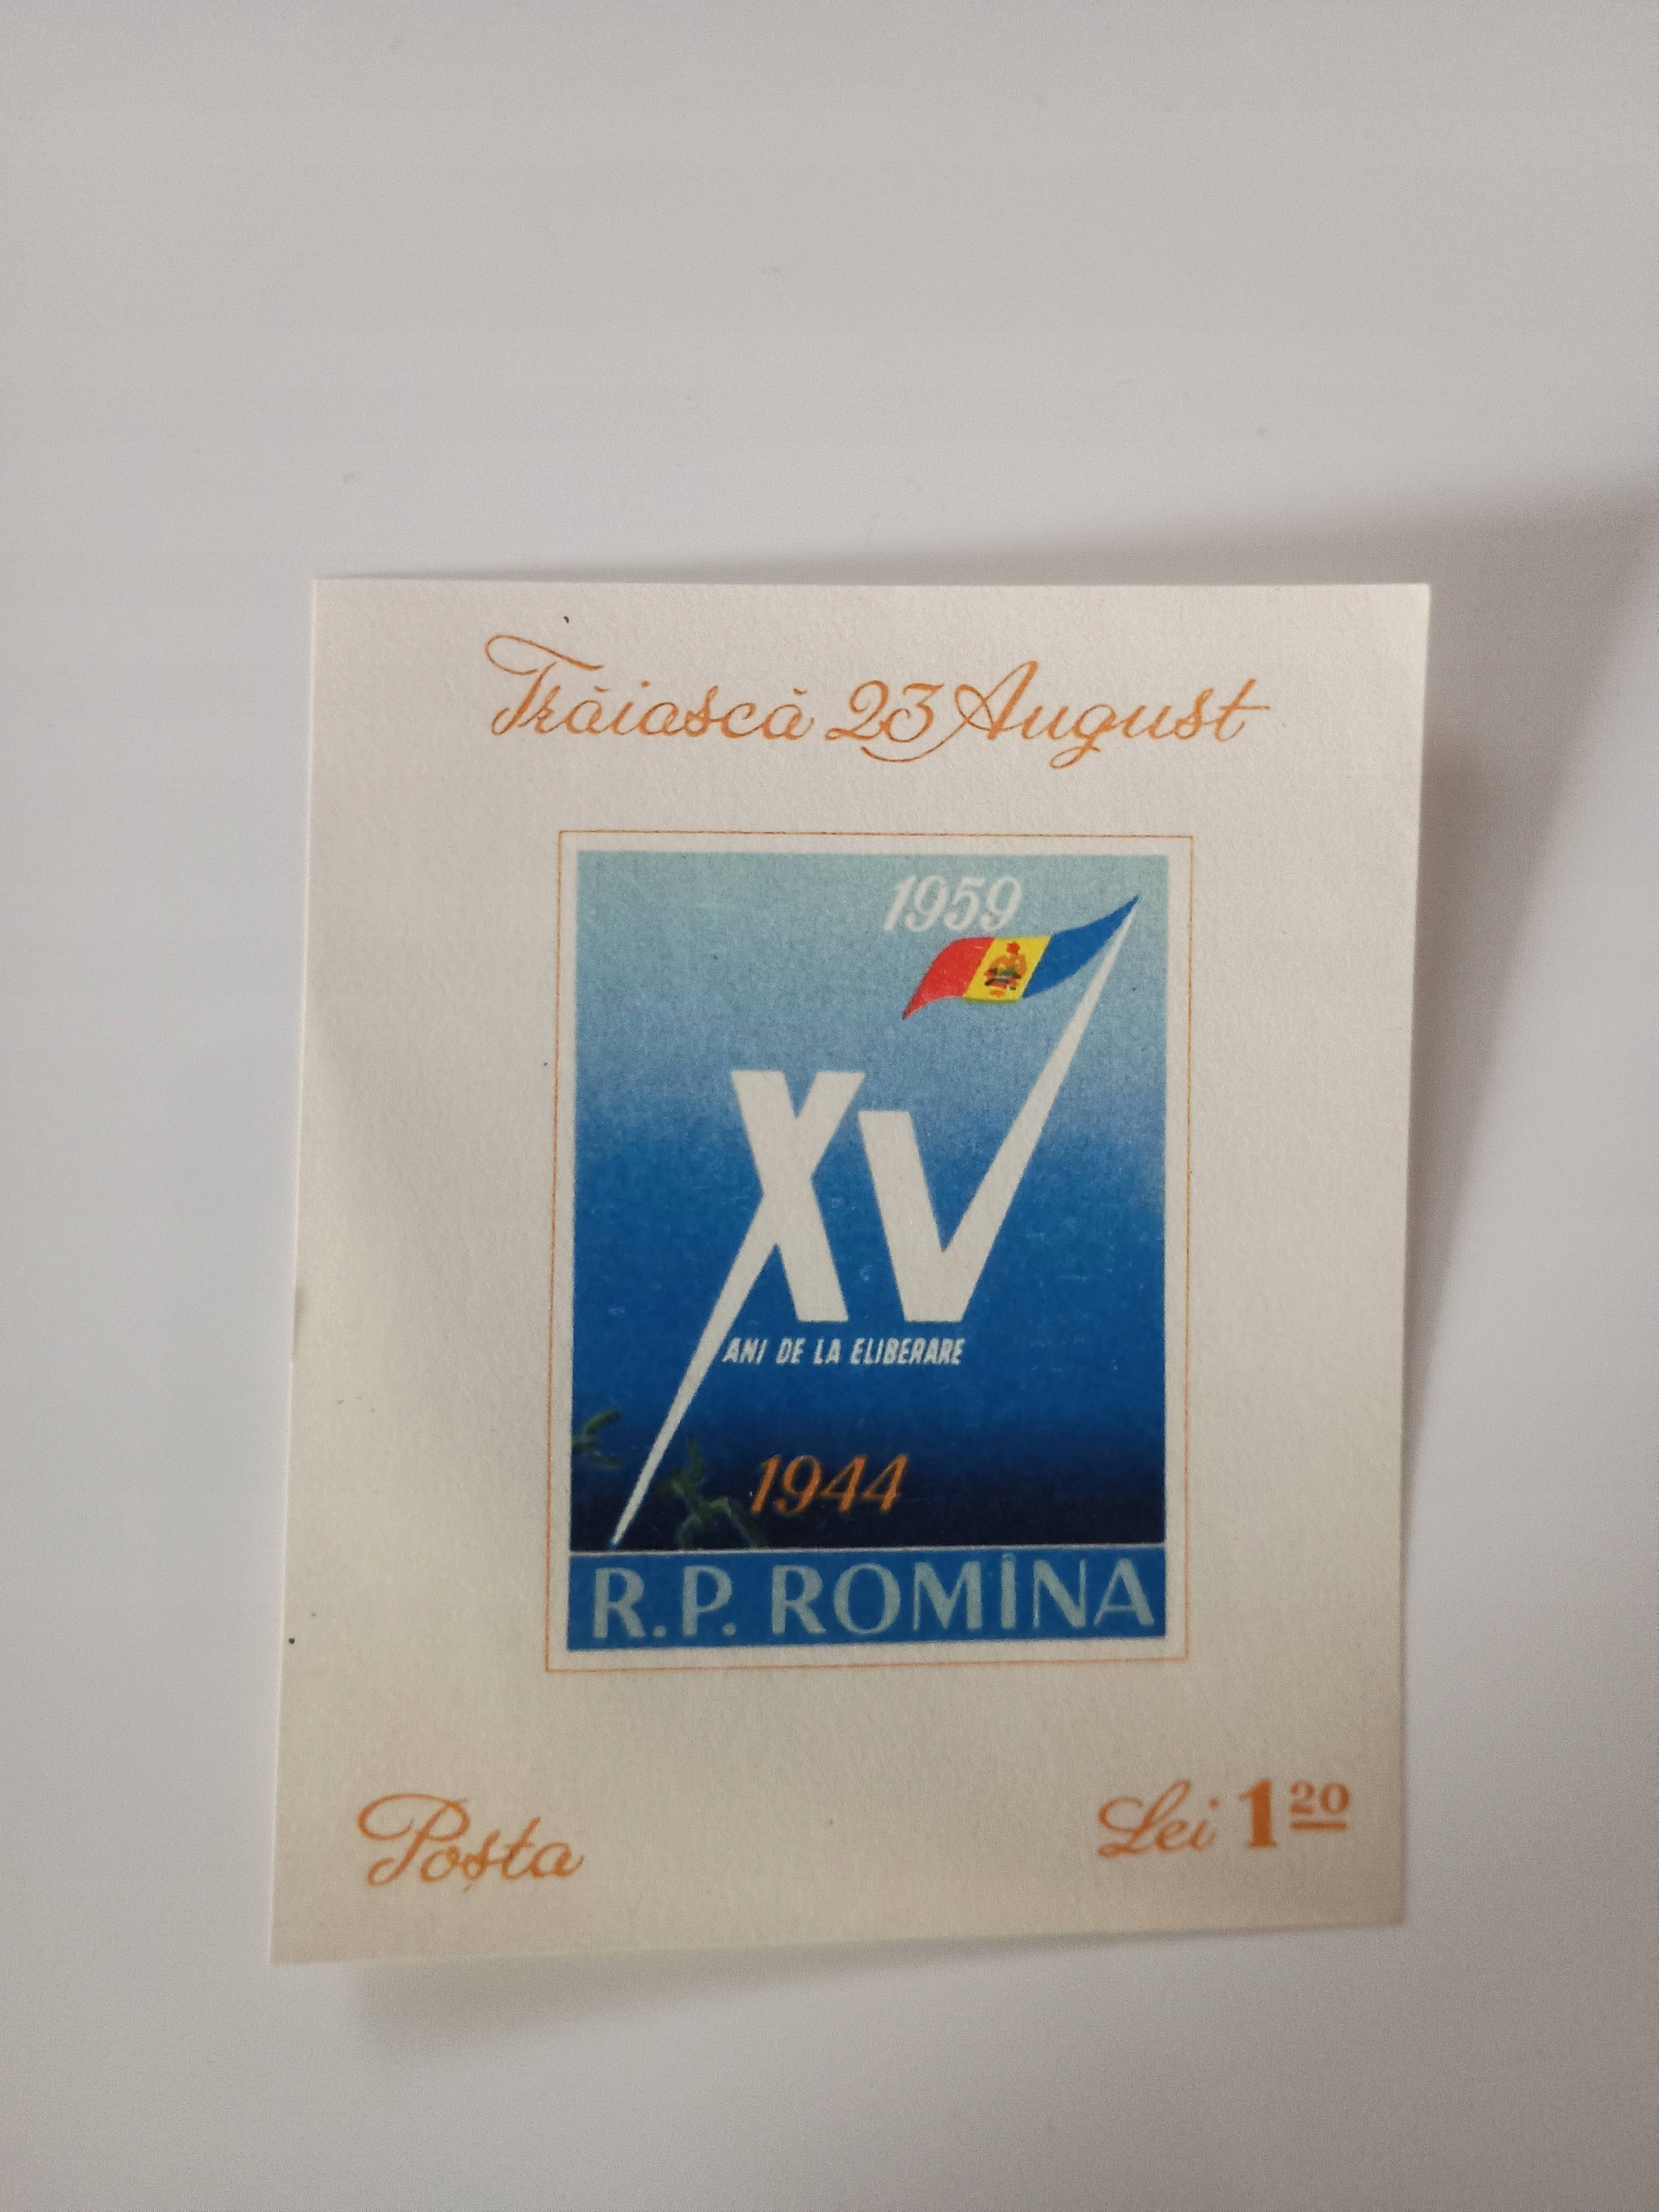 Trăiască 23 August
1959
XV
ANI DE LA ELIBERARE
1944
R.P. ROMÎNA
Poșta
Lei 1 20